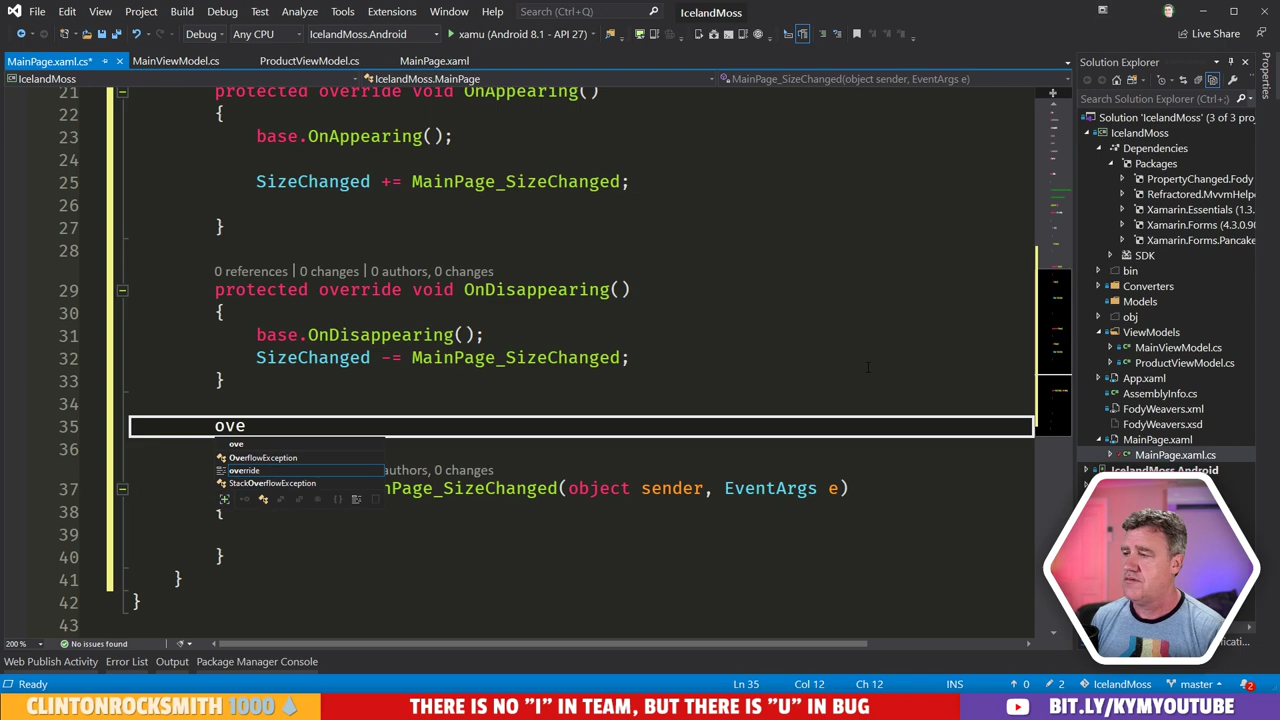 File Edit View Project Build Debug Test Analyze Tools Extensions Window Help Search (Ctrl+Q) IcelandMoss
Debug Any CPU IcelandMoss.Android xamu (Android 8.1 - API 27) Live Share
MainPage.xaml.cs* MainViewModel.cs ProductViewModel.cs MainPage.xaml
IcelandMoss IcelandMoss.MainPage MainPage_SizeChanged(object sender, EventArgs e)
21 protected override void OnAppearing()
22 {
23 base.OnAppearing();
24
25 SizeChanged += MainPage_SizeChanged;
26
27 }
28
0 references | 0 changes | 0 authors, 0 changes
29 protected override void OnDisappearing()
30 {
31 base.OnDisappearing();
32 SizeChanged -= MainPage_SizeChanged;
33 }
34
35 ove
ove
OverflowException
override
StackOverflowException
36
authors, 0 changes
37 nPage_SizeChanged(object sender, EventArgs e)
38 {
39
40 }
41 }
42 }
43
200 % No issues found
Web Publish Activity Error List Output Package Manager Console
Ready Ln 35 Col 12 Ch 12 INS 0 2 IcelandMoss master 2
Solution Explorer
Search Solution Explorer (Ctrl+;)
Solution 'IcelandMoss' (3 of 3 proj
IcelandMoss
Dependencies
Packages
PropertyChanged.Fody
Refractored.MvvmHelpe
Xamarin.Essentials (1.3.
Xamarin.Forms (4.3.0.90
Xamarin.Forms.Pancake
SDK
bin
Converters
Models
obj
ViewModels
MainViewModel.cs
ProductViewModel.cs
App.xaml
AssemblyInfo.cs
FodyWeavers.xml
FodyWeavers.xsd
MainPage.xaml
MainPage.xaml.cs
IcelandMoss.Android
Properties
CLINTONROCKSMITH 1000 THERE IS NO "I" IN TEAM, BUT THERE IS "U" IN BUG BIT.LY/KYMYOUTUBE